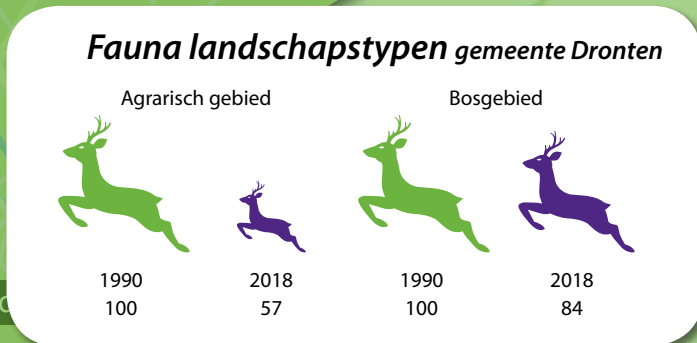 Fauna landschapstypen gemeente Dronten
Agrarisch gebied Bosgebied
1990 2018 1990 2018
100 57 100 84